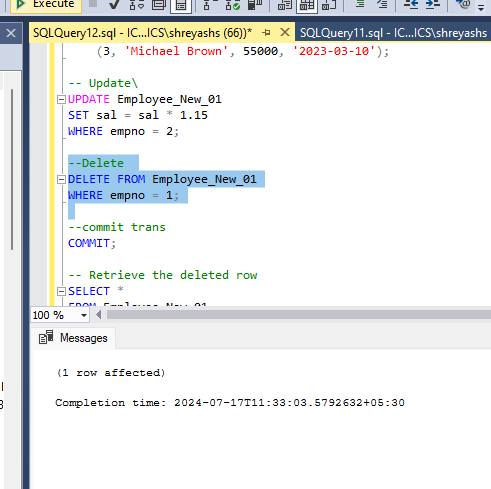 Execute
SQLQuery12.sql - IC...ICS\shreyashs (66))*
SQLQuery11.sql - IC...ICS\shreyashs
(3, 'Michael Brown', 55000, '2023-03-10');
-- Update\
UPDATE Employee_New_01
SET sal = sal * 1.15
WHERE empno = 2;
--Delete
DELETE FROM Employee_New_01
WHERE empno = 1;
--commit trans
COMMIT;
-- Retrieve the deleted row
SELECT *
FROM Employee_New_01
100 %
Messages
(1 row affected)
Completion time: 2024-07-17T11:33:03.5792632+05:30